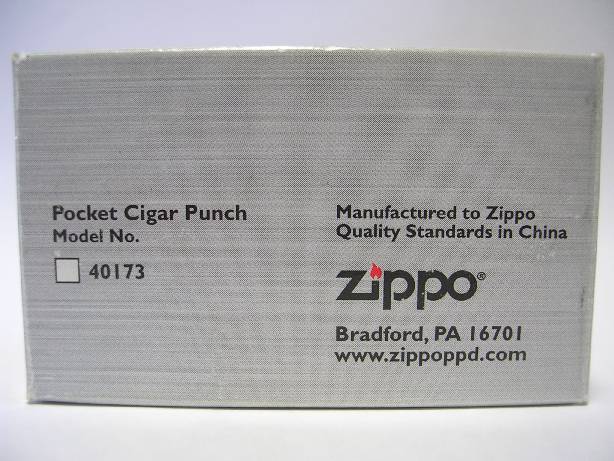 Pocket Cigar Punch
Model No.
40173
Manufactured to Zippo
Quality Standards in China
zippo®
Bradford, PA 16701
www.zippoppd.com